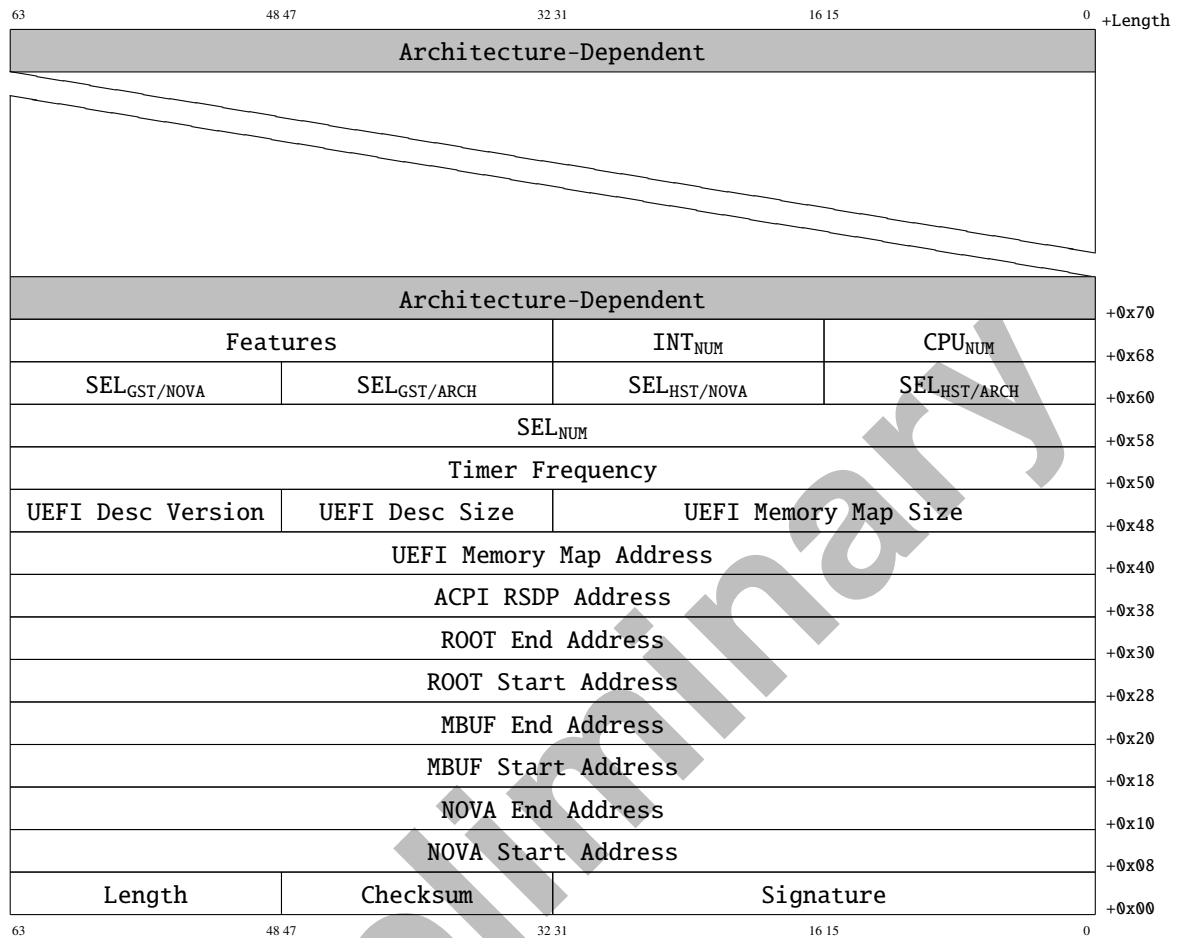 63 48 47 32 31 16 15 0 +Length
Architecture-Dependent
Architecture-Dependent
+0x70
Features INT_NUM CPU_NUM
+0x68
SEL_GST/NOVA SEL_GST/ARCH SEL_HST/NOVA SEL_HST/ARCH
+0x60
SEL_NUM
+0x58
Timer Frequency
+0x50
UEFI Desc Version UEFI Desc Size UEFI Memory Map Size
+0x48
UEFI Memory Map Address
+0x40
ACPI RSDP Address
+0x38
ROOT End Address
+0x30
ROOT Start Address
+0x28
MBUF End Address
+0x20
MBUF Start Address
+0x18
NOVA End Address
+0x10
NOVA Start Address
+0x08
Length Checksum Signature
+0x00
63 48 47 32 31 16 15 0
liminary